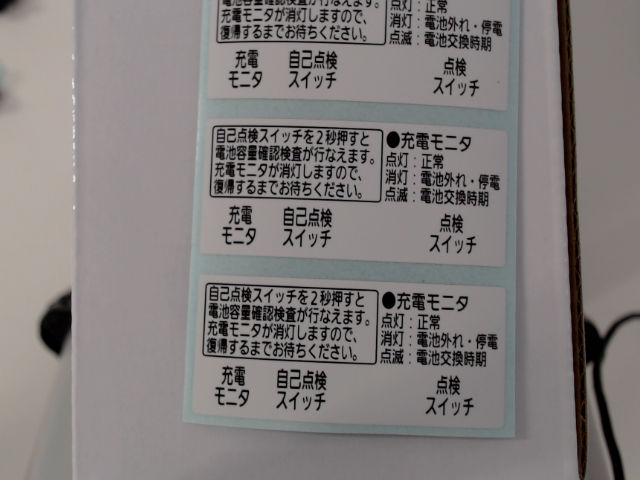 電池容量確認検査が行なえます。
充電モニタが消灯しますので、
復帰するまでお待ちください。
点灯：正常
消灯：電池外れ・停電
点滅：電池交換時期
充電
モニタ
自己点検
スイッチ
点検
スイッチ
自己点検スイッチを2秒押すと
電池容量確認検査が行なえます。
充電モニタが消灯しますので、
復帰するまでお待ちください。
●充電モニタ
点灯：正常
消灯：電池外れ・停電
点滅：電池交換時期
充電
モニタ
自己点検
スイッチ
点検
スイッチ
自己点検スイッチを2秒押すと
電池容量確認検査が行なえます。
充電モニタが消灯しますので、
復帰するまでお待ちください。
●充電モニタ
点灯：正常
消灯：電池外れ・停電
点滅：電池交換時期
充電
モニタ
自己点検
スイッチ
点検
スイッチ